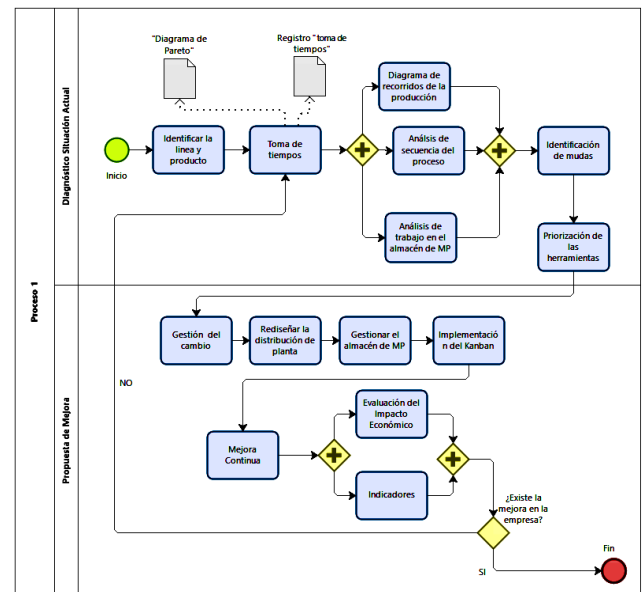 Proceso 1
Diagnóstico Situación Actual
"Diagrama de
Pareto"
Registro "toma de
tiempos"
Inicio
Identificar la
linea y
producto
Toma de
tiempos
Diagrama de
recorridos de la
producción
Análsis de
secuencia del
proceso
Análisis de
trabajo en el
almacén de MP
Identificación
de mudas
Priorización de
las
herramientas
Propuesta de Mejora
Gestión del
cambio
Rediseñar la
distribución de
planta
Gestionar el
almacén de MP
Implementació
n del Kanban
NO
Mejora
Continua
Evaluación del
Impacto
Económico
Indicadores
¿Existe la
mejora en la
empresa?
SI
Fin